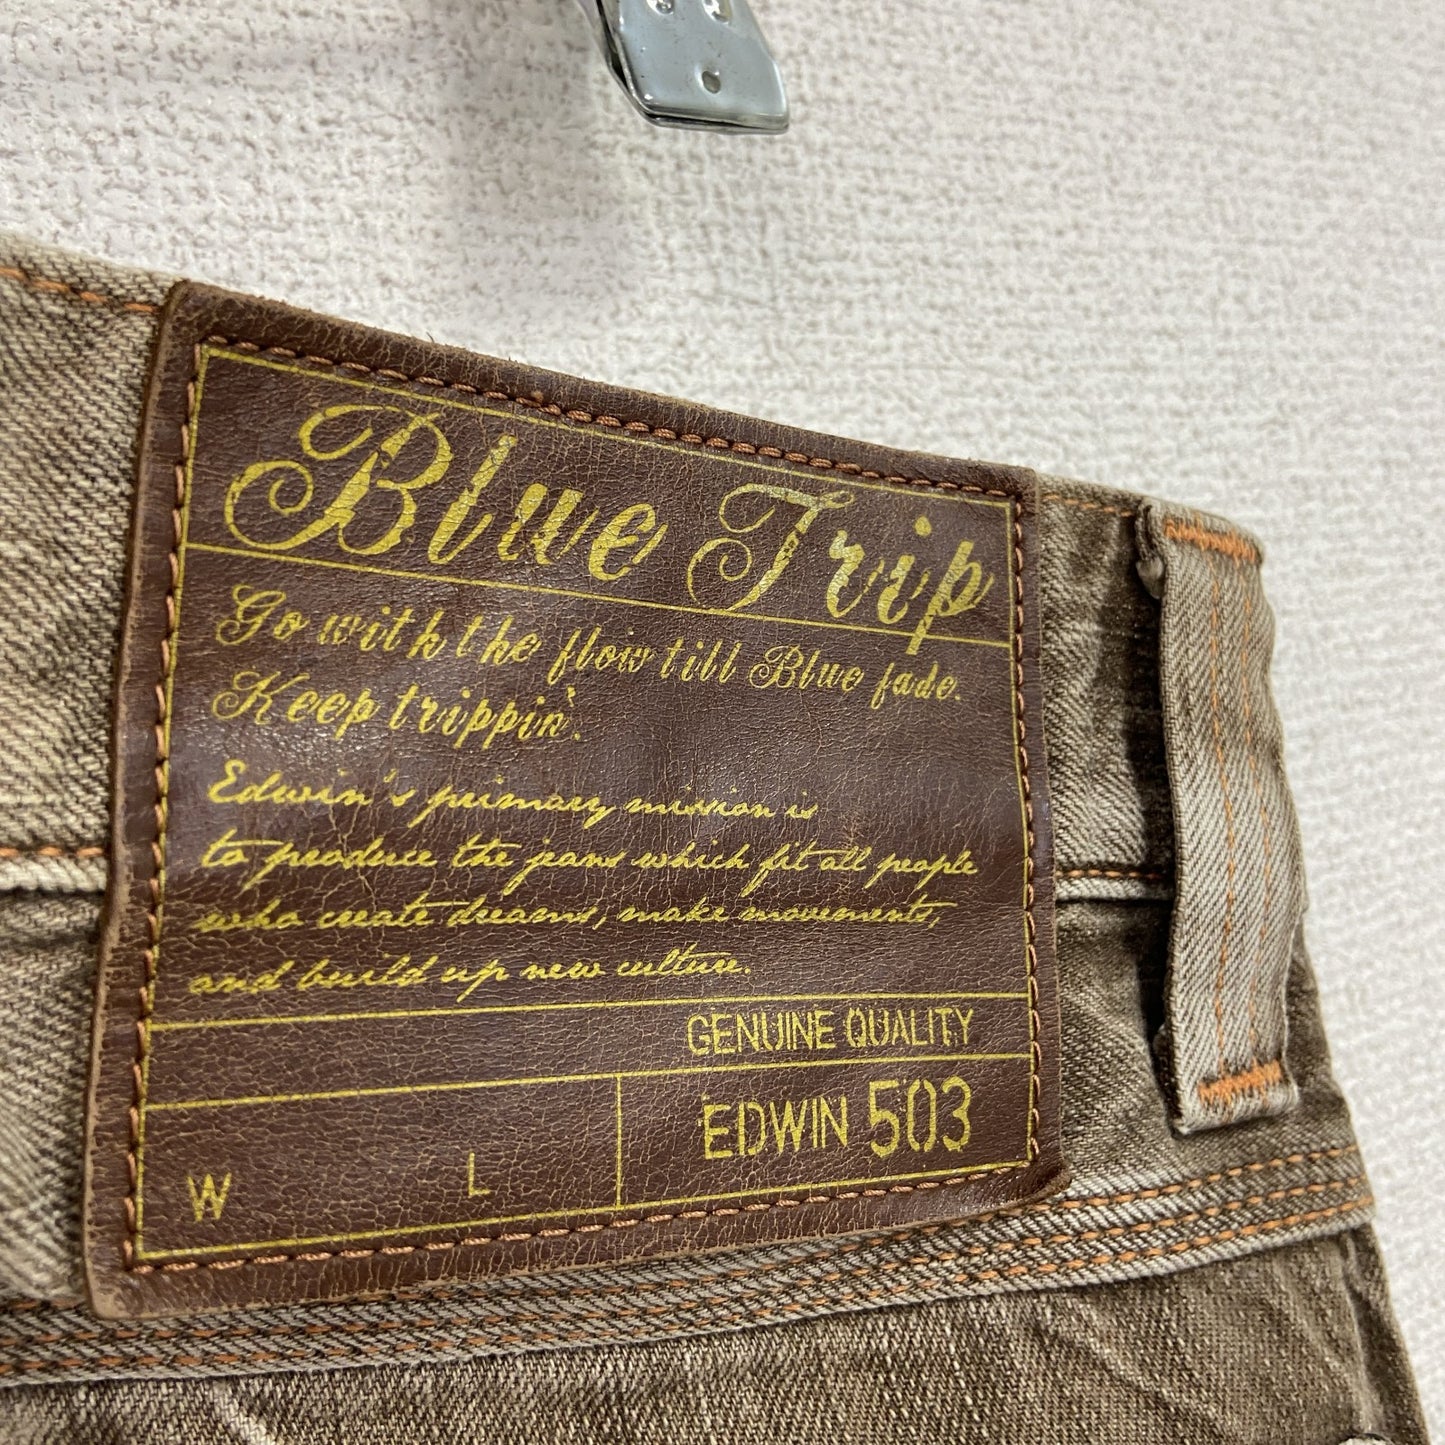 Blue Trip
Go with the flow till Blue fade.
Keep trippin'.
Edwin's primary mission is
to produce the jeans which fit all people
who create dreams, make movements,
and build up new culture.
GENUINE QUALITY
W L EDWIN 503